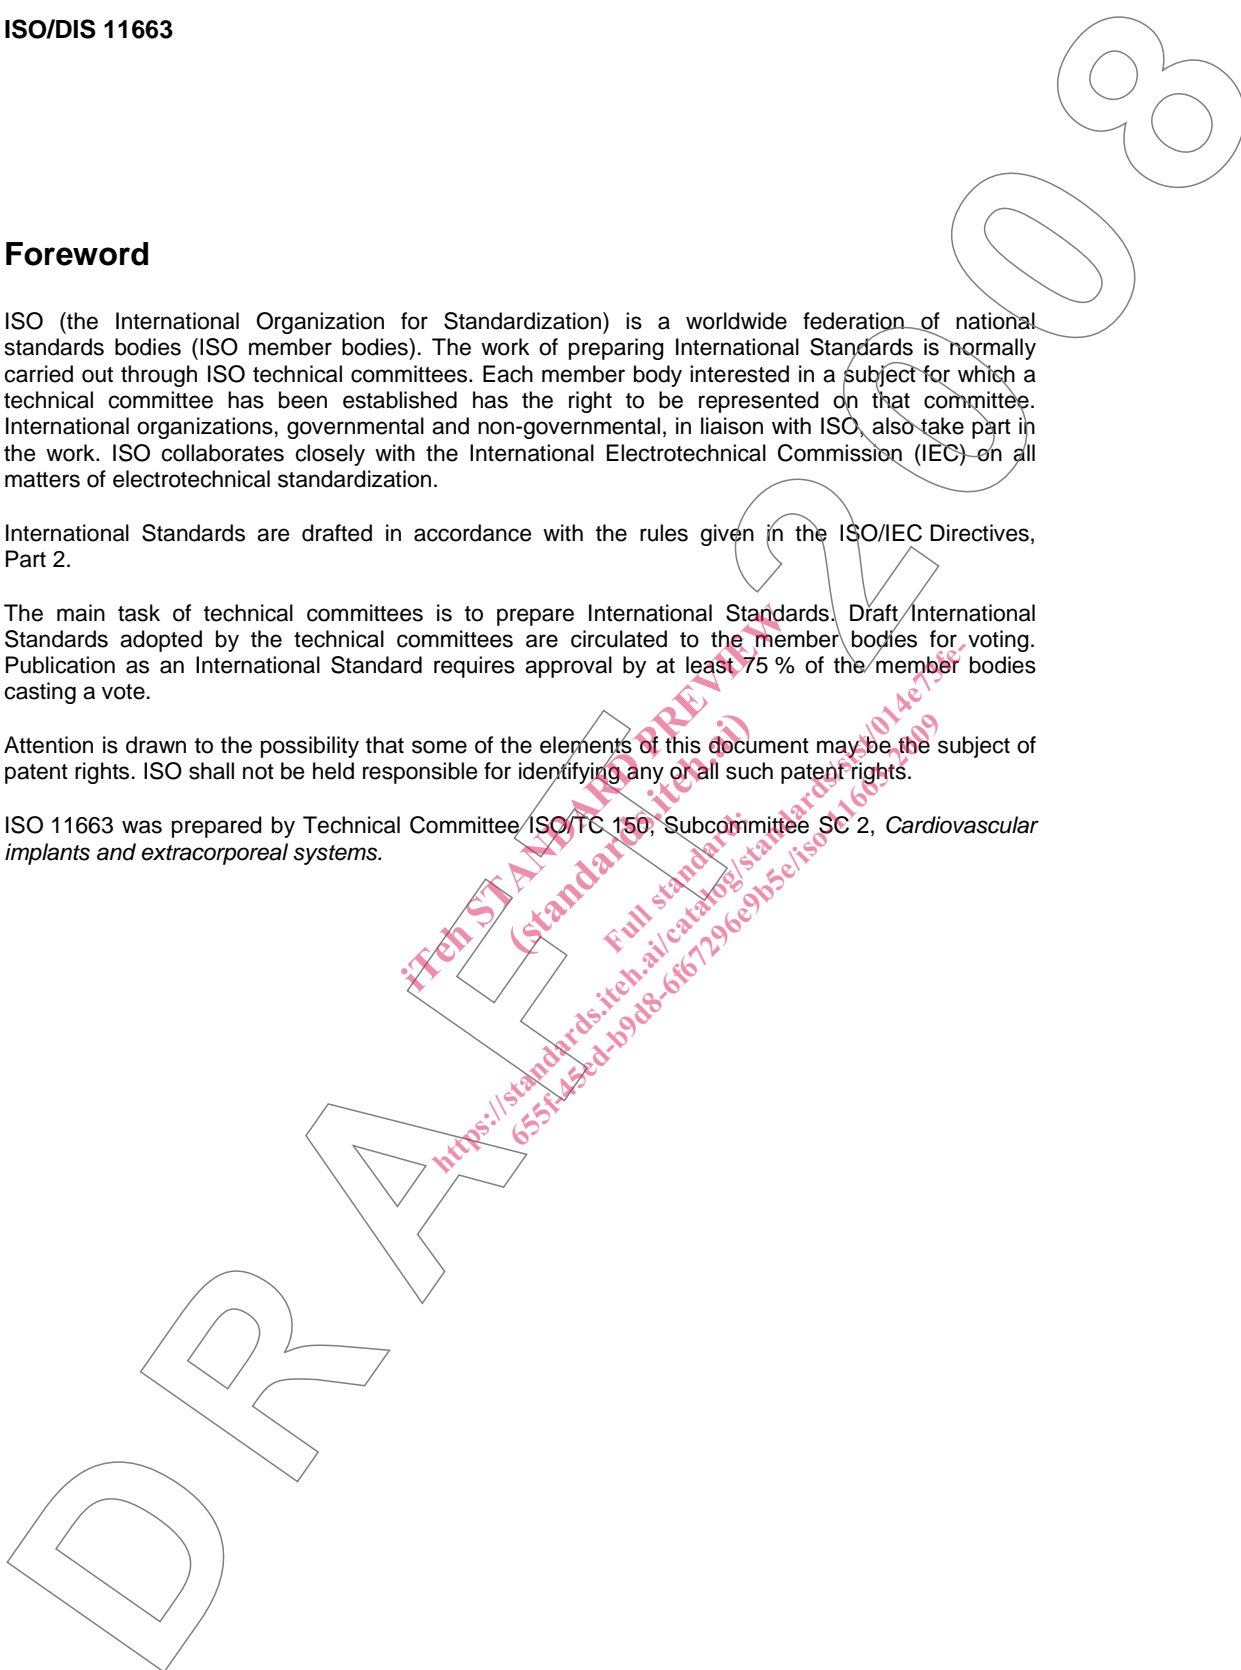 ISO/DIS 11663
Foreword
ISO (the International Organization for Standardization) is a worldwide federation of national
standards bodies (ISO member bodies). The work of preparing International Standards is normally
carried out through ISO technical committees. Each member body interested in a subject for which a
technical committee has been established has the right to be represented on that committee.
International organizations, governmental and non-governmental, in liaison with ISO, also take part in
the work. ISO collaborates closely with the International Electrotechnical Commission (IEC) on all
matters of electrotechnical standardization.
International Standards are drafted in accordance with the rules given in the ISO/IEC Directives,
Part 2.
The main task of technical committees is to prepare International Standards. Draft International
Standards adopted by the technical committees are circulated to the member bodies for voting.
Publication as an International Standard requires approval by at least 75 % of the member bodies
casting a vote.
Attention is drawn to the possibility that some of the elements of this document may be the subject of
patent rights. ISO shall not be held responsible for identifying any or all such patent rights.
ISO 11663 was prepared by Technical Committee ISO/TC 150, Subcommittee SC 2, Cardiovascular
implants and extracorporeal systems.
DRAFT 2008
iTeh STANDARD PREVIEW
(standards.iteh.ai)
Full standard:
https://standards.iteh.ai/catalog/standards/sist/014e73fe-
655f-45ed-b9d8-6f67296e9b5e/iso-11663-2009